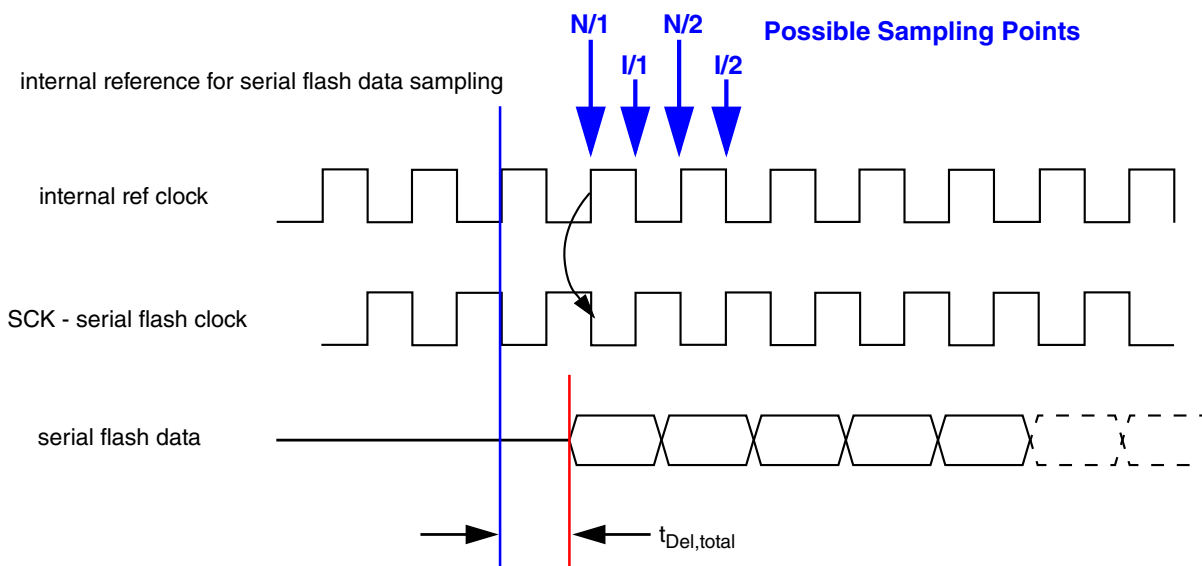 N/1
N/2
Possible Sampling Points
I/1
I/2
internal reference for serial flash data sampling
internal ref clock
SCK - serial flash clock
serial flash data
tDel,total